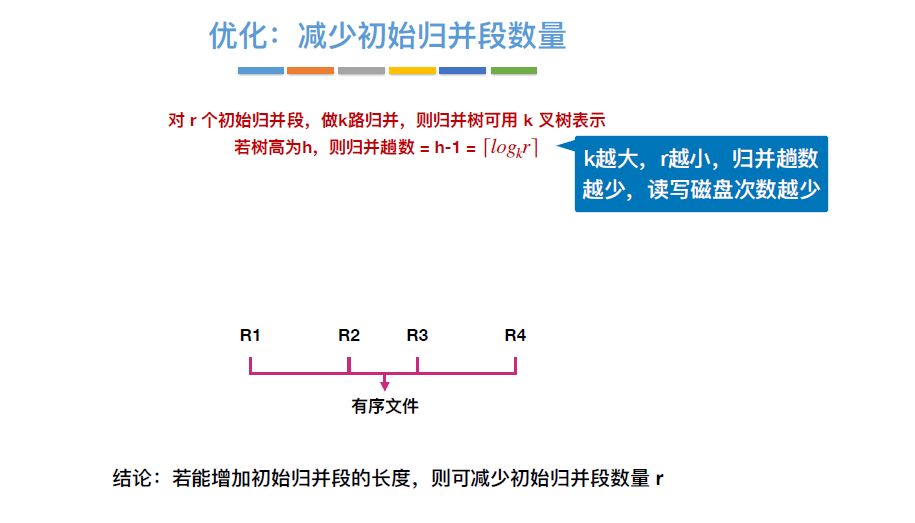 优化：减少初始归并段数量
对 r 个初始归并段，做k路归并，则归并树可用 k 叉树表示
若树高为h，则归并趟数 = h-1 = ⌈logₖr⌉
k越大，r越小，归并趟数
越少，读写磁盘次数越少
R1 R2 R3 R4
有序文件
结论：若能增加初始归并段的长度，则可减少初始归并段数量 r